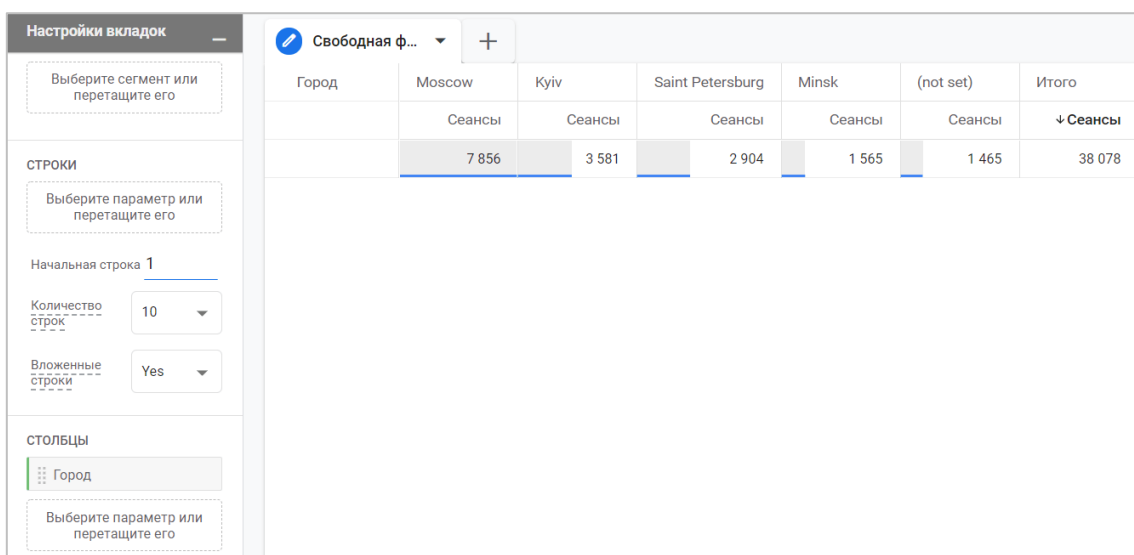 Настройки вкладок
Выберите сегмент или
перетащите его
СТРОКИ
Выберите параметр или
перетащите его
Начальная строка 1
Количество
строк
10
Вложенные
строки
Yes
СТОЛБЦЫ
Город
Выберите параметр или
перетащите его
Свободная ф...
Город Moscow Kyiv Saint Petersburg Minsk (not set) Итого
Сеансы Сеансы Сеансы Сеансы Сеансы ↓Сеансы
7 856 3 581 2 904 1 565 1 465 38 078